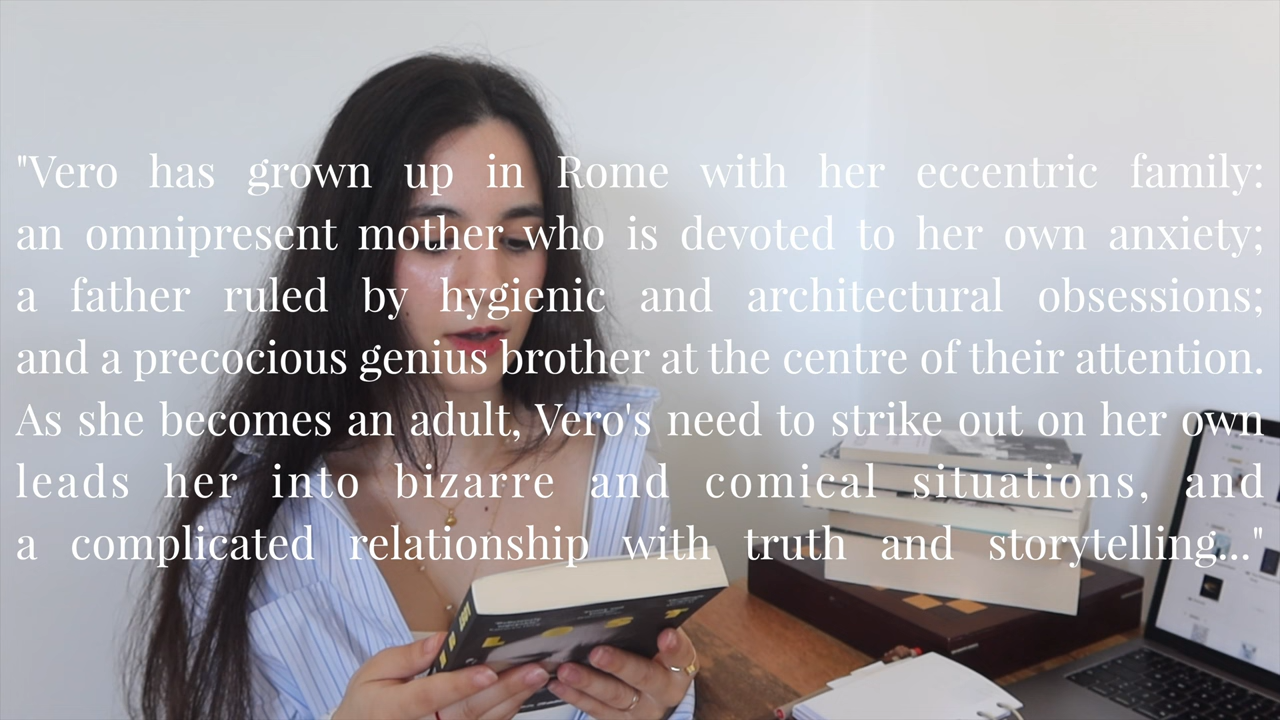 "Vero has grown up in Rome with her eccentric family:
an omnipresent mother who is devoted to her own anxiety;
a father ruled by hygienic and architectural obsessions;
and a precocious genius brother at the centre of their attention.
As she becomes an adult, Vero's need to strike out on her own
leads her into bizarre and comical situations, and
a complicated relationship with truth and storytelling..."
L O S T